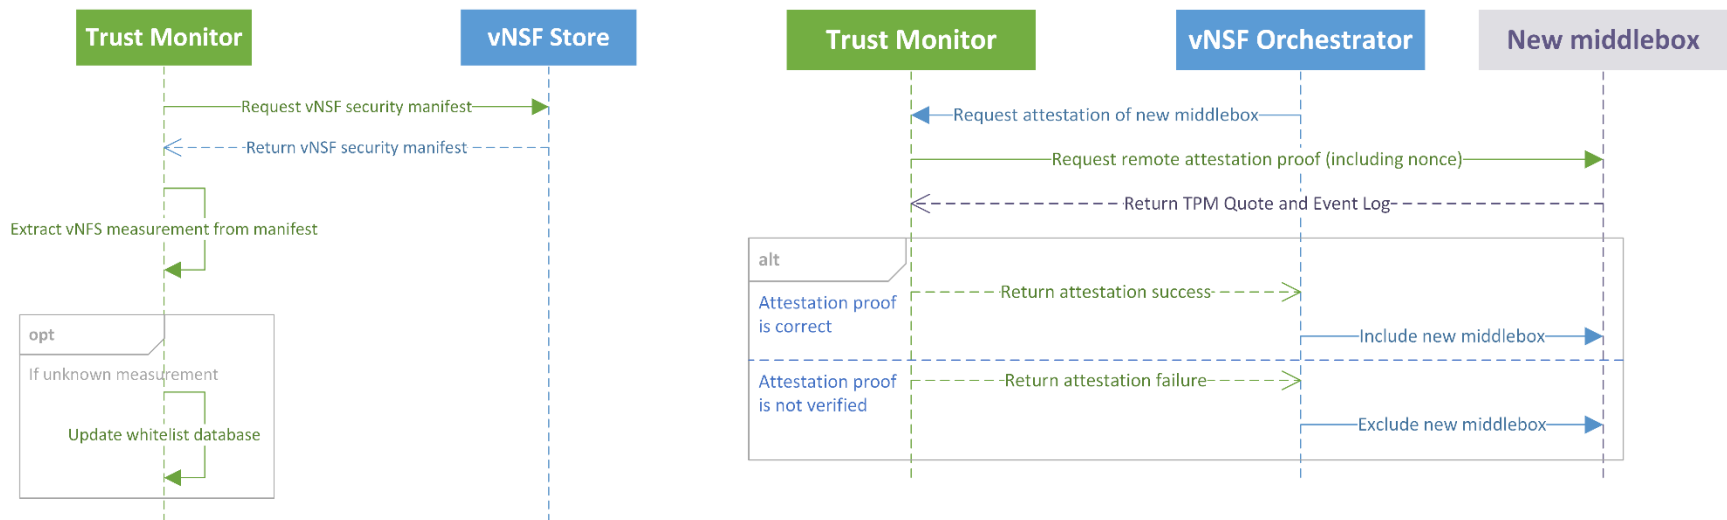 Trust Monitor
vNSF Store
Request vNSF security manifest
Return vNSF security manifest
Extract vNFS measurement from manifest
opt
If unknown measurement
Update whitelist database
Trust Monitor
vNSF Orchestrator
New middlebox
Request attestation of new middlebox
Request remote attestation proof (including nonce)
Return TPM Quote and Event Log
alt
Attestation proof
is correct
Return attestation success
Include new middlebox
Attestation proof
is not verified
Return attestation failure
Exclude new middlebox